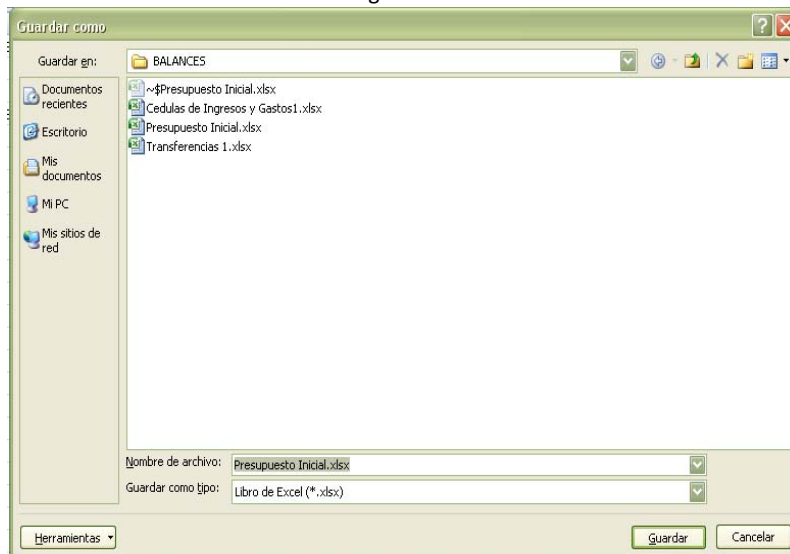 Guardar como
Guardar en:
BALANCES
Documentos
recientes
Escritorio
Mis
documentos
Mi PC
Mis sitios de
red
~$Presupuesto Inicial.xlsx
Cedulas de Ingresos y Gastos1.xlsx
Presupuesto Inicial.xlsx
Transferencias 1.xlsx
Nombre de archivo: Presupuesto Inicial.xlsx
Guardar como tipo: Libro de Excel (*.xlsx)
Herramientas
Guardar
Cancelar